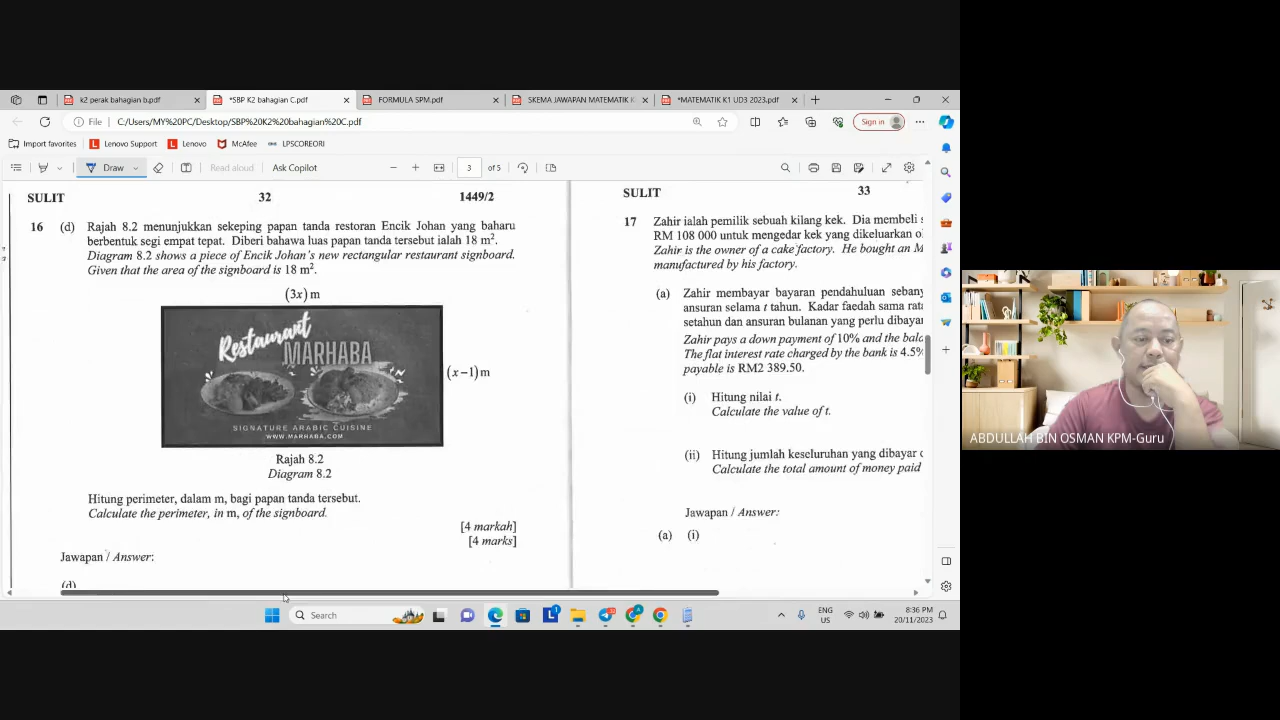 k2 perak bahagian b.pdf
*SBP K2 bahagian C.pdf
FORMULA SPM.pdf
SKEMA JAWAPAN MATEMATIK K
*MATEMATIK K1 UD3 2023.pdf
File
C:/Users/MY%20PC/Desktop/SBP%20K2%20bahagian%20C.pdf
Sign in
Import favorites
Lenovo Support
Lenovo
McAfee
LPSCOREORI
Draw
Read aloud
Ask Copilot
3 of 5
SULIT 32 1449/2
16 (d) Rajah 8.2 menunjukkan sekeping papan tanda restoran Encik Johan yang baharu
berbentuk segi empat tepat. Diberi bahawa luas papan tanda tersebut ialah 18 m².
Diagram 8.2 shows a piece of Encik Johan's new rectangular restaurant signboard.
Given that the area of the signboard is 18 m².
(3x) m
Restaurant
MARHABA
SIGNATURE ARABIC CUISINE
WWW.MARHABA.COM
(x−1) m
Rajah 8.2
Diagram 8.2
Hitung perimeter, dalam m, bagi papan tanda tersebut.
Calculate the perimeter, in m, of the signboard.
[4 markah]
[4 marks]
Jawapan / Answer:
(d)
SULIT 33
17 Zahir ialah pemilik sebuah kilang kek. Dia membeli s
RM 108 000 untuk mengedar kek yang dikeluarkan o
Zahir is the owner of a cake factory. He bought an M
manufactured by his factory.
(a) Zahir membayar bayaran pendahuluan sebany
ansuran selama t tahun. Kadar faedah sama rata
setahun dan ansuran bulanan yang perlu dibayar
Zahir pays a down payment of 10% and the bala
The flat interest rate charged by the bank is 4.5%
payable is RM2 389.50.
(i) Hitung nilai t.
Calculate the value of t.
(ii) Hitung jumlah keseluruhan yang dibayar
Calculate the total amount of money paid
Jawapan / Answer:
(a) (i)
Search
ENG
US
8:36 PM
20/11/2023
ABDULLAH BIN OSMAN KPM-Guru